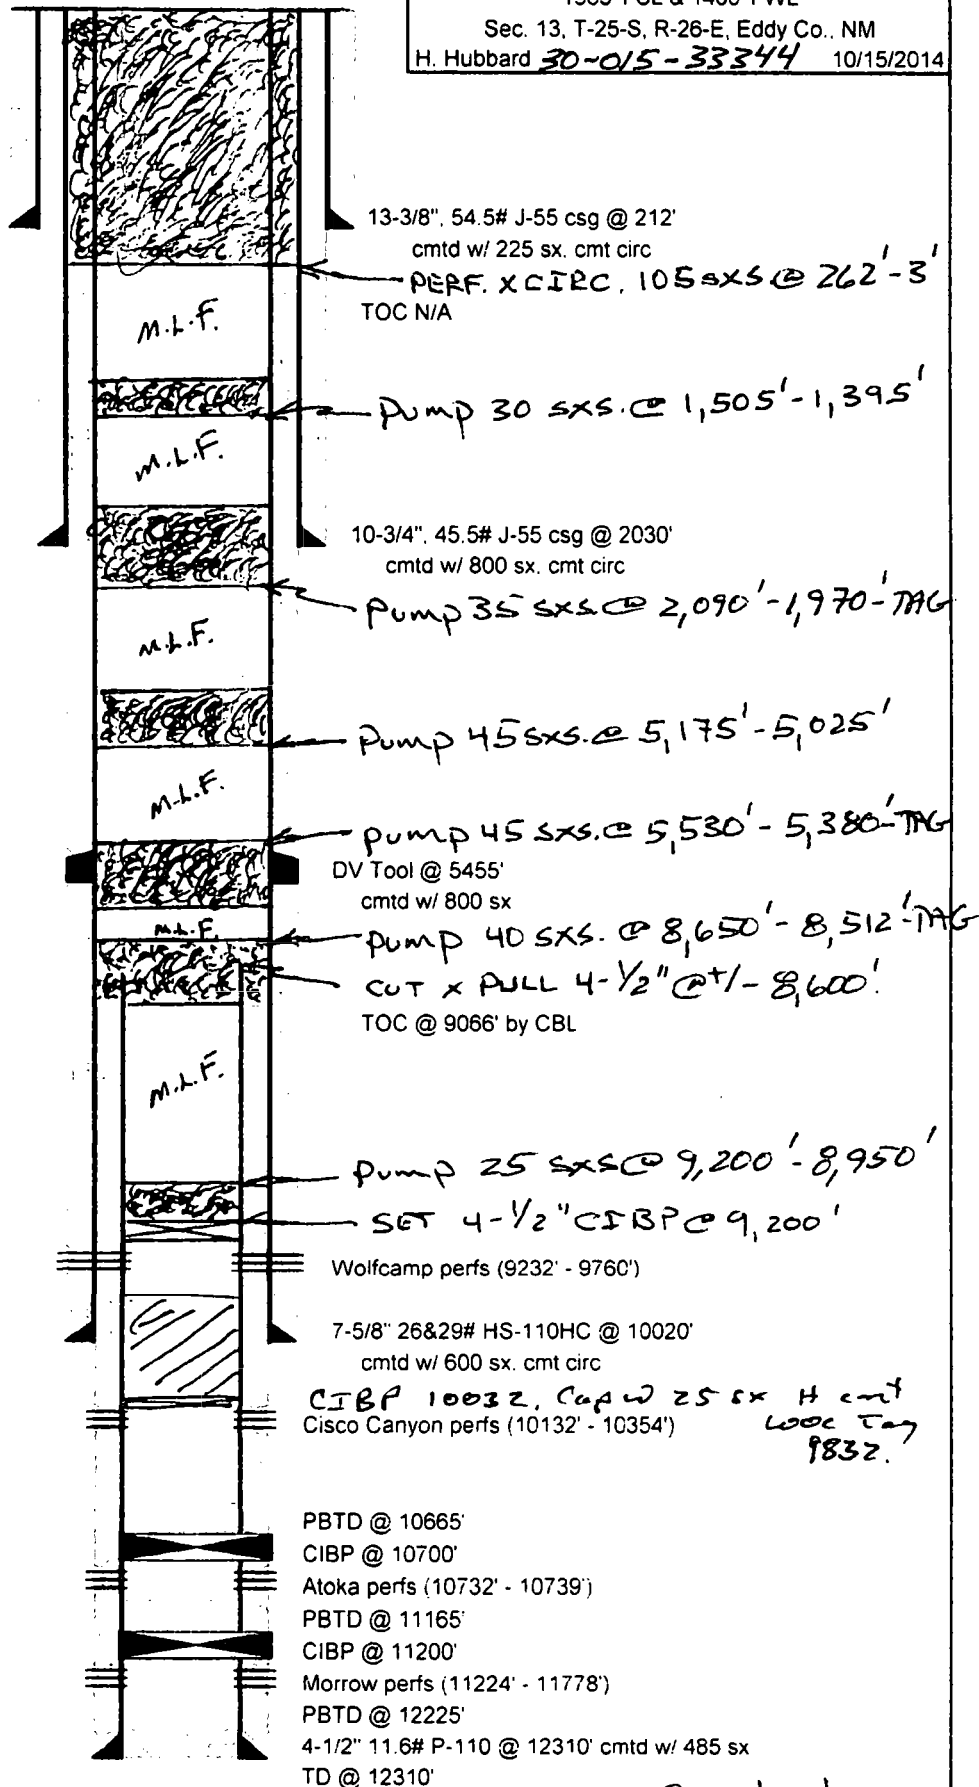 Sec. 13, T-25-S, R-26-E, Eddy Co., NM
H. Hubbard 30-015-33344 10/15/2014
13-3/8", 54.5# J-55 csg @ 212'
cmtd w/ 225 sx. cmt circ
PERF. X CIRC. 105 sxs @ 262'-3'
TOC N/A
M.L.F.
Pump 30 sxs. @ 1,505'-1,395'
M.L.F.
10-3/4", 45.5# J-55 csg @ 2030'
cmtd w/ 800 sx. cmt circ
Pump 35 sxs. @ 2,090'-1,970'-TAG
M.L.F.
Pump 45 sxs. @ 5,175'-5,025'
M.L.F.
pump 45 sxs. @ 5,530'-5,380'-TAG
DV Tool @ 5455'
cmtd w/ 800 sx
M.L.F.
pump 40 sxs. @ 8,650'-8,512'-TAG
CUT X PULL 4-1/2" @ +/- 8,600'.
TOC @ 9066' by CBL
M.L.F.
pump 25 sxs @ 9,200'-8,950'
SET 4-1/2" CIBP @ 9,200'
Wolfcamp perfs (9232' - 9760')
7-5/8" 26&29# HS-110HC @ 10020'
cmtd w/ 600 sx. cmt circ
CIBP 10032. Cap w 25 sx H cmt
Cisco Canyon perfs (10132' - 10354')
WOC Tag
9832.
PBTD @ 10665'
CIBP @ 10700'
Atoka perfs (10732' - 10739')
PBTD @ 11165'
CIBP @ 11200'
Morrow perfs (11224' - 11778')
PBTD @ 12225'
4-1/2" 11.6# P-110 @ 12310' cmtd w/ 485 sx
TD @ 12310'